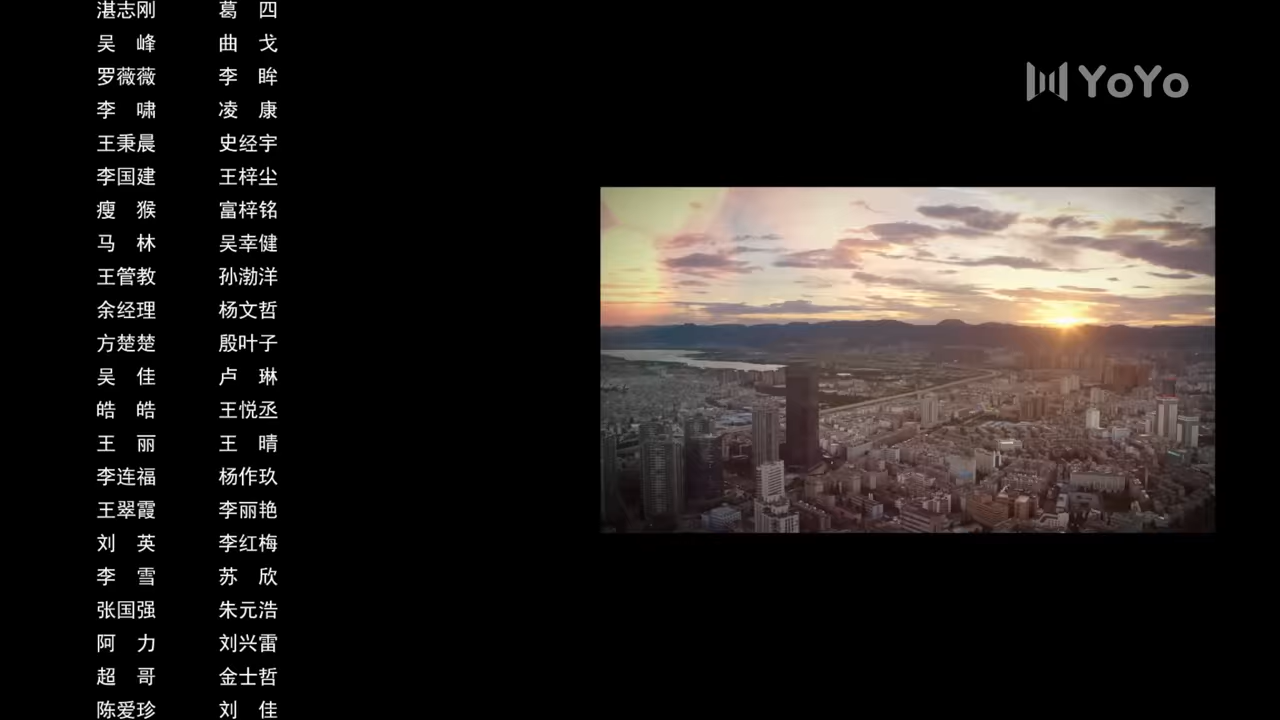 湛志刚 葛 四
吴 峰 曲 戈
罗薇薇 李 眸
李 啸 凌 康
王秉晨 史经宇
李国建 王梓尘
瘦 猴 富梓铭
马 林 吴幸健
王管教 孙渤洋
余经理 杨文哲
方楚楚 殷叶子
吴 佳 卢 琳
皓 皓 王悦丞
王 丽 王 晴
李连福 杨作玖
王翠霞 李丽艳
刘 英 李红梅
李 雪 苏 欣
张国强 朱元浩
阿 力 刘兴雷
超 哥 金士哲
陈爱珍 刘 佳
YoYo